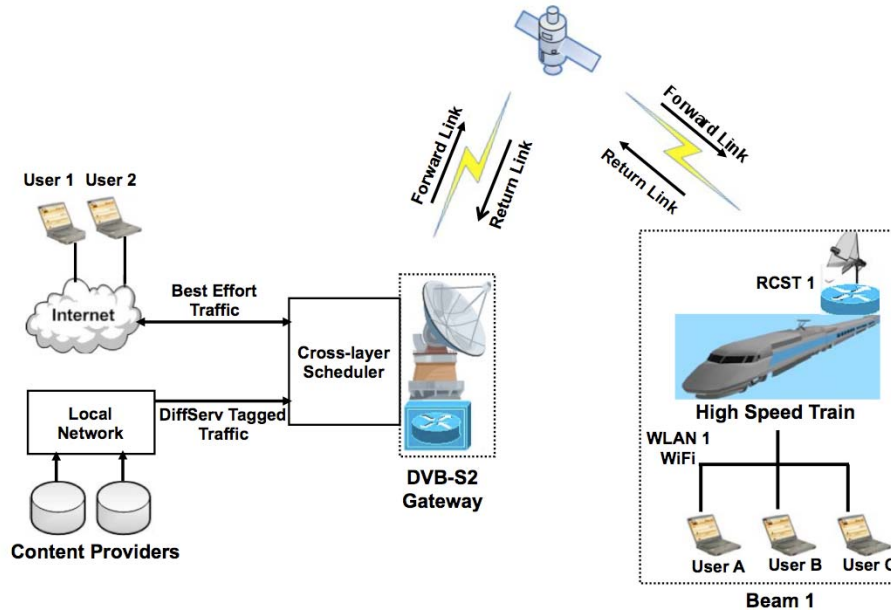 Forward Link
Return Link
Forward Link
Return Link
User 1
User 2
Internet
Best Effort
Traffic
Cross-layer
Scheduler
Local
Network
DiffServ Tagged
Traffic
Content Providers
DVB-S2
Gateway
RCST 1
High Speed Train
WLAN 1
WiFi
User A
User B
User C
Beam 1